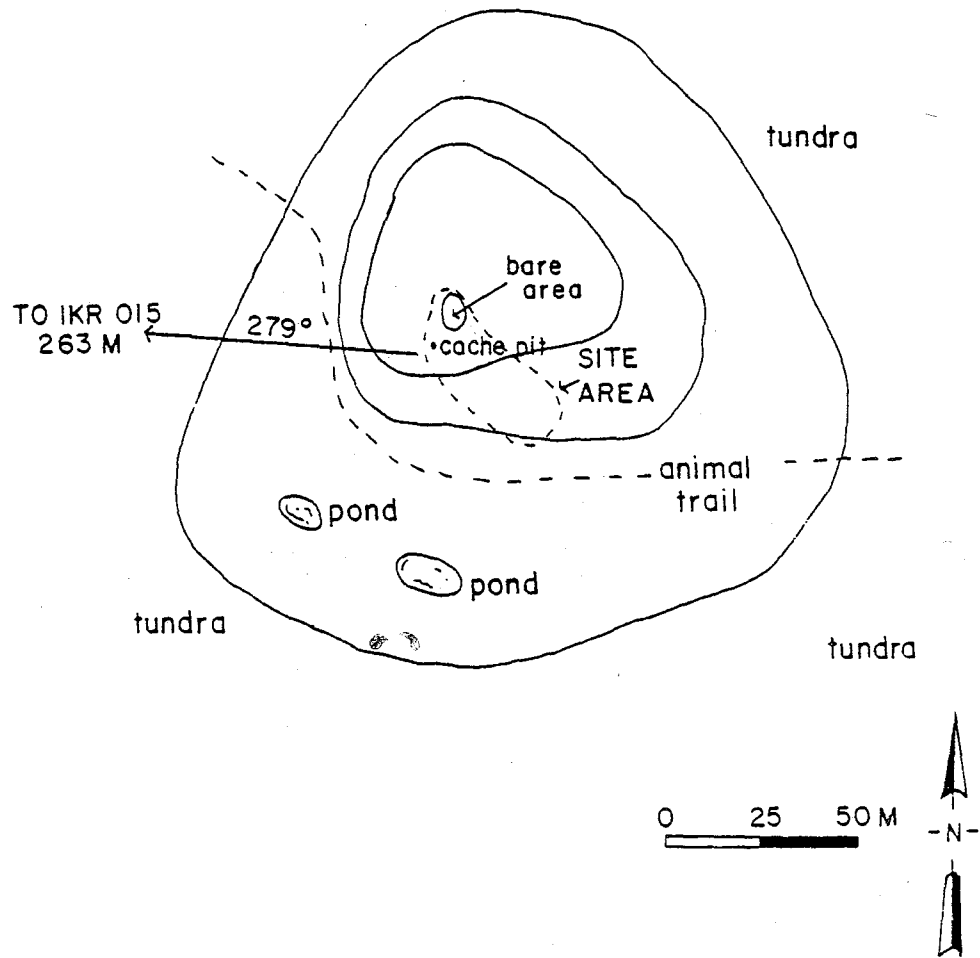 tundra
bare
area
TO IKR 015
263 M
279°
cache pit
SITE
AREA
animal
trail
pond
pond
tundra
tundra
0 25 50 M
-N-